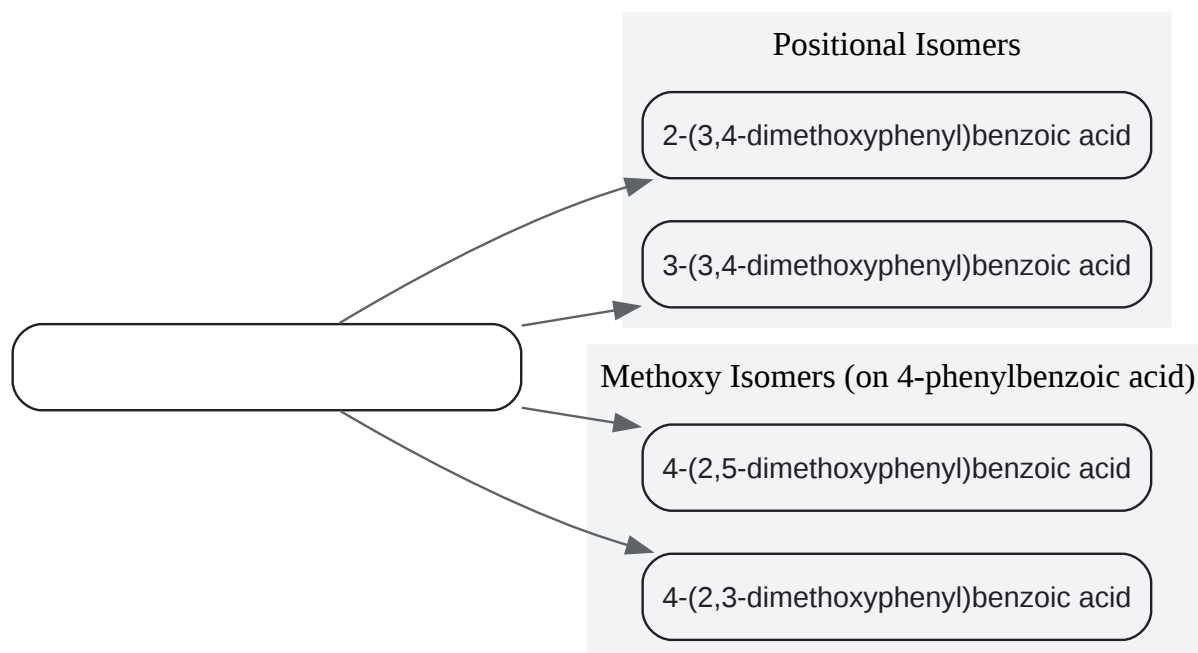 Positional Isomers
2-(3,4-dimethoxyphenyl)benzoic acid
3-(3,4-dimethoxyphenyl)benzoic acid
Methoxy Isomers (on 4-phenylbenzoic acid)
4-(2,5-dimethoxyphenyl)benzoic acid
4-(2,3-dimethoxyphenyl)benzoic acid